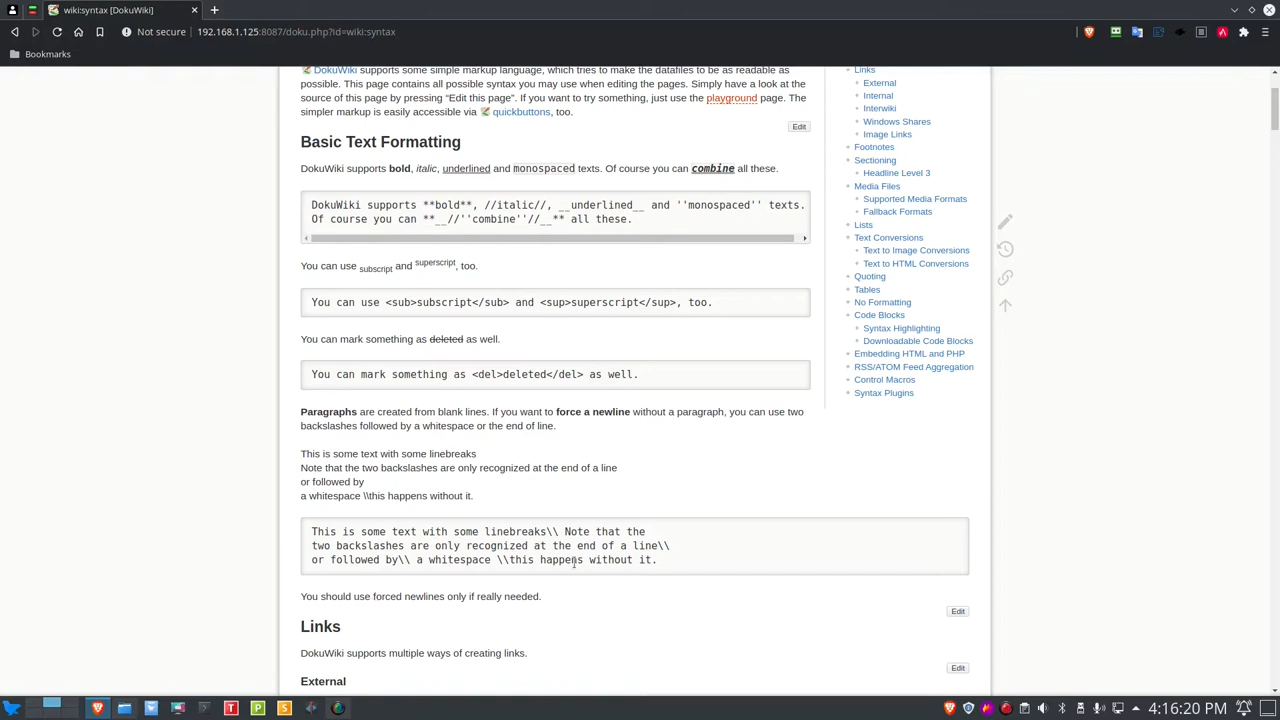 wiki:syntax [DokuWiki]
Not secure
192.168.1.125:8087/doku.php?id=wiki:syntax
Bookmarks
DokuWiki supports some simple markup language, which tries to make the datafiles to be as readable as
possible. This page contains all possible syntax you may use when editing the pages. Simply have a look at the
source of this page by pressing “Edit this page”. If you want to try something, just use the playground page. The
simpler markup is easily accessible via quickbuttons, too.
Edit
Basic Text Formatting
DokuWiki supports bold, italic, underlined and monospaced texts. Of course you can combine all these.
DokuWiki supports **bold**, //italic//, __underlined__ and ''monospaced'' texts.
Of course you can **__//''combine''//__** all these.
You can use subscript and superscript, too.
You can use <sub>subscript</sub> and <sup>superscript</sup>, too.
You can mark something as deleted as well.
You can mark something as <del>deleted</del> as well.
Paragraphs are created from blank lines. If you want to force a newline without a paragraph, you can use two
backslashes followed by a whitespace or the end of line.
This is some text with some linebreaks
Note that the two backslashes are only recognized at the end of a line
or followed by
a whitespace \\this happens without it.
This is some text with some linebreaks\\ Note that the
two backslashes are only recognized at the end of a line\\
or followed by\\ a whitespace \\this happens without it.
You should use forced newlines only if really needed.
Edit
Links
DokuWiki supports multiple ways of creating links.
Edit
External
Links
External
Internal
Interwiki
Windows Shares
Image Links
Footnotes
Sectioning
Headline Level 3
Media Files
Supported Media Formats
Fallback Formats
Lists
Text Conversions
Text to Image Conversions
Text to HTML Conversions
Quoting
Tables
No Formatting
Code Blocks
Syntax Highlighting
Downloadable Code Blocks
Embedding HTML and PHP
RSS/ATOM Feed Aggregation
Control Macros
Syntax Plugins
T
P
S
4:16:20 PM